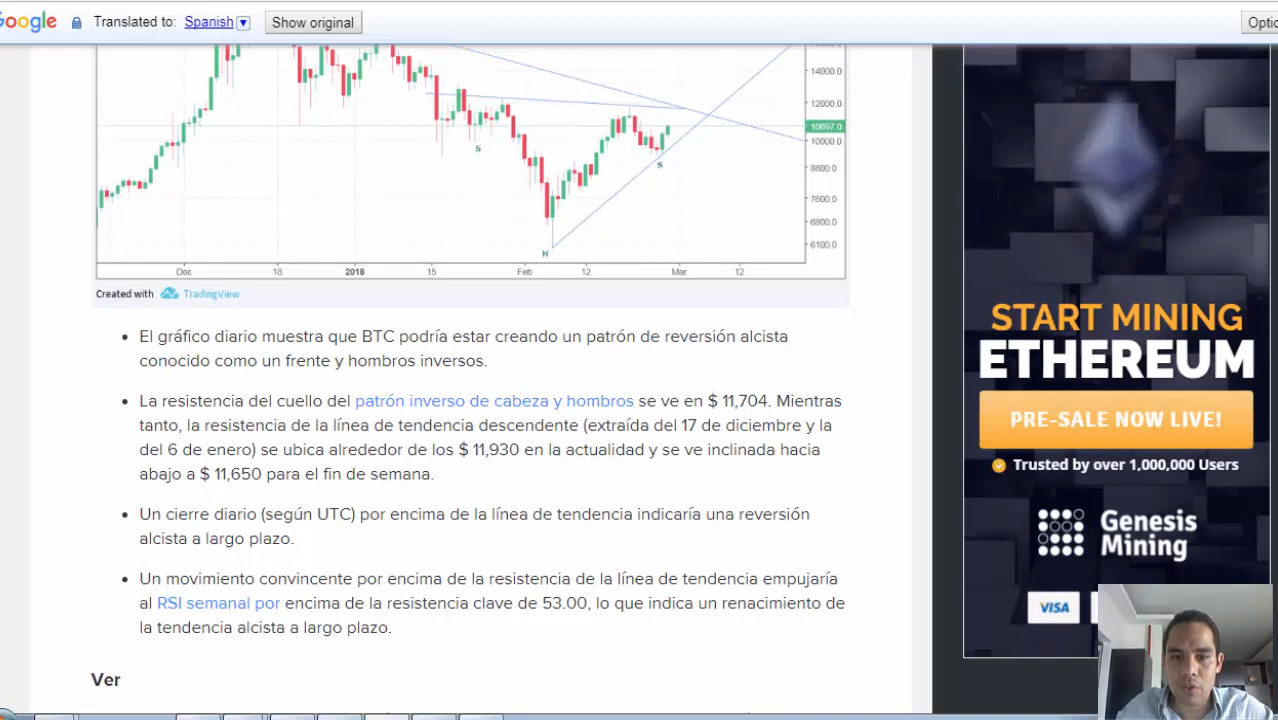 Google Translated to: Spanish Show original
14000.0
12000.0
10697.0
10000.0
8800.0
7600.0
6800.0
6100.0
S
S
H
Dec 18 2018 15 Feb 12 Mar 12
Created with TradingView
El gráfico diario muestra que BTC podría estar creando un patrón de reversión alcista
conocido como un frente y hombros inversos.
La resistencia del cuello del patrón inverso de cabeza y hombros se ve en $ 11,704. Mientras
tanto, la resistencia de la línea de tendencia descendente (extraída del 17 de diciembre y la
del 6 de enero) se ubica alrededor de los $ 11,930 en la actualidad y se ve inclinada hacia
abajo a $ 11,650 para el fin de semana.
Un cierre diario (según UTC) por encima de la línea de tendencia indicaría una reversión
alcista a largo plazo.
Un movimiento convincente por encima de la resistencia de la línea de tendencia empujaría
al RSI semanal por encima de la resistencia clave de 53.00, lo que indica un renacimiento de
la tendencia alcista a largo plazo.
Ver
START MINING
ETHEREUM
PRE-SALE NOW LIVE!
Trusted by over 1,000,000 Users
Genesis
Mining
VISA